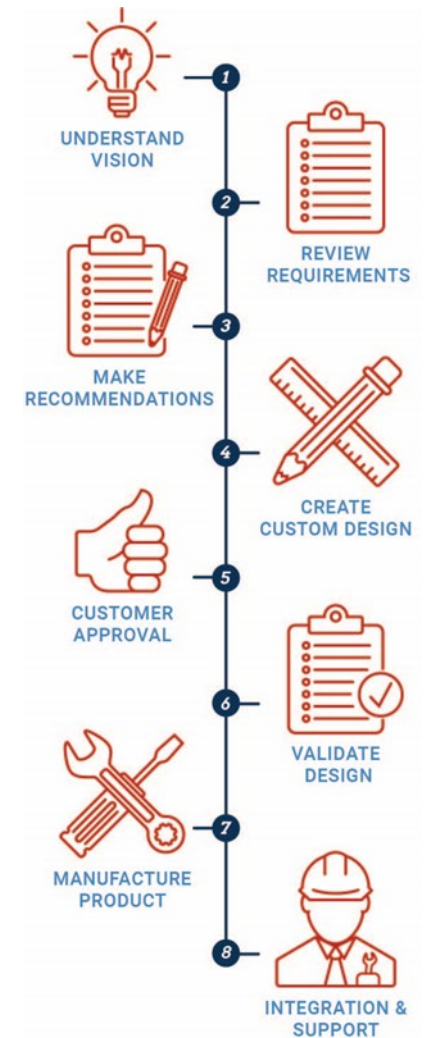 1
UNDERSTAND
VISION
2
REVIEW
REQUIREMENTS
3
MAKE
RECOMMENDATIONS
4
CREATE
CUSTOM DESIGN
5
CUSTOMER
APPROVAL
6
VALIDATE
DESIGN
7
MANUFACTURE
PRODUCT
8
INTEGRATION &
SUPPORT